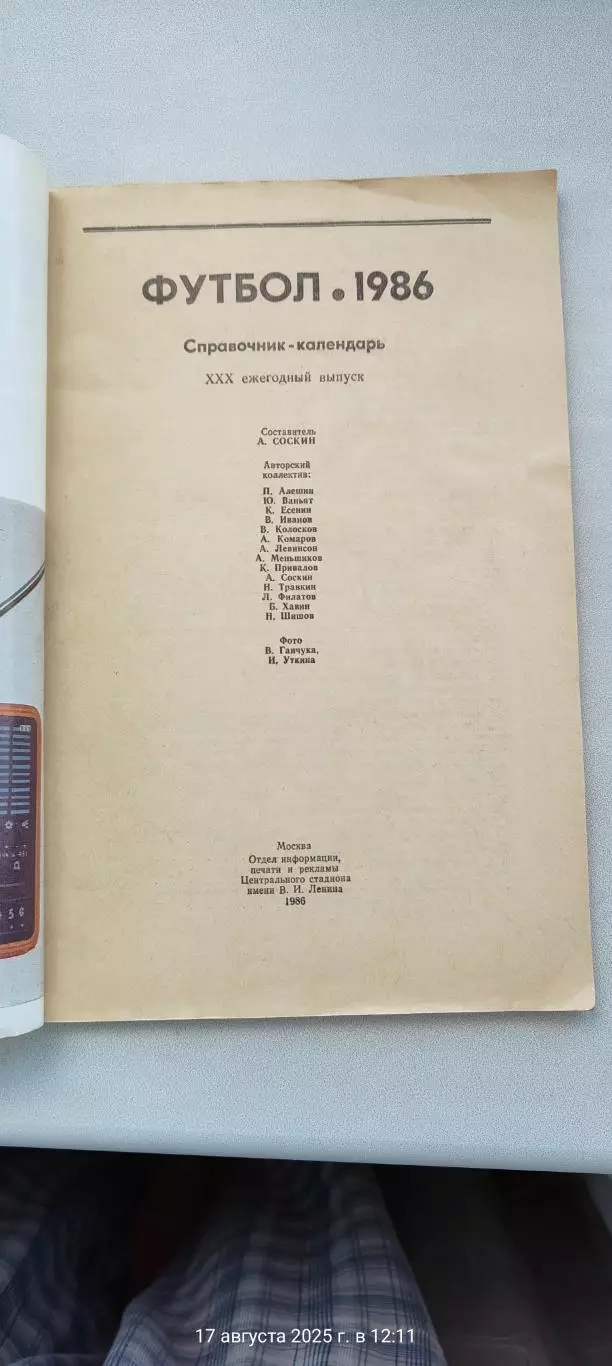 ФУТБОЛ • 1986
Справочник-календарь
XXX ежегодный выпуск
Составитель
А. СОСКИН
Авторский
коллектив:
П. Алешин
Ю. Ваньят
К. Есенин
В. Иванов
В. Колосков
А. Комаров
А. Левинсон
А. Меньшиков
К. Привалов
А. Соскин
Н. Травкин
Л. Филатов
Б. Хавин
Н. Шишов
Фото
В. Ганчука,
И. Уткина
Москва
Отдел информации,
печати и рекламы
Центрального стадиона
имени В. И. Ленина
1986
17 августа 2025 г. в 12:11